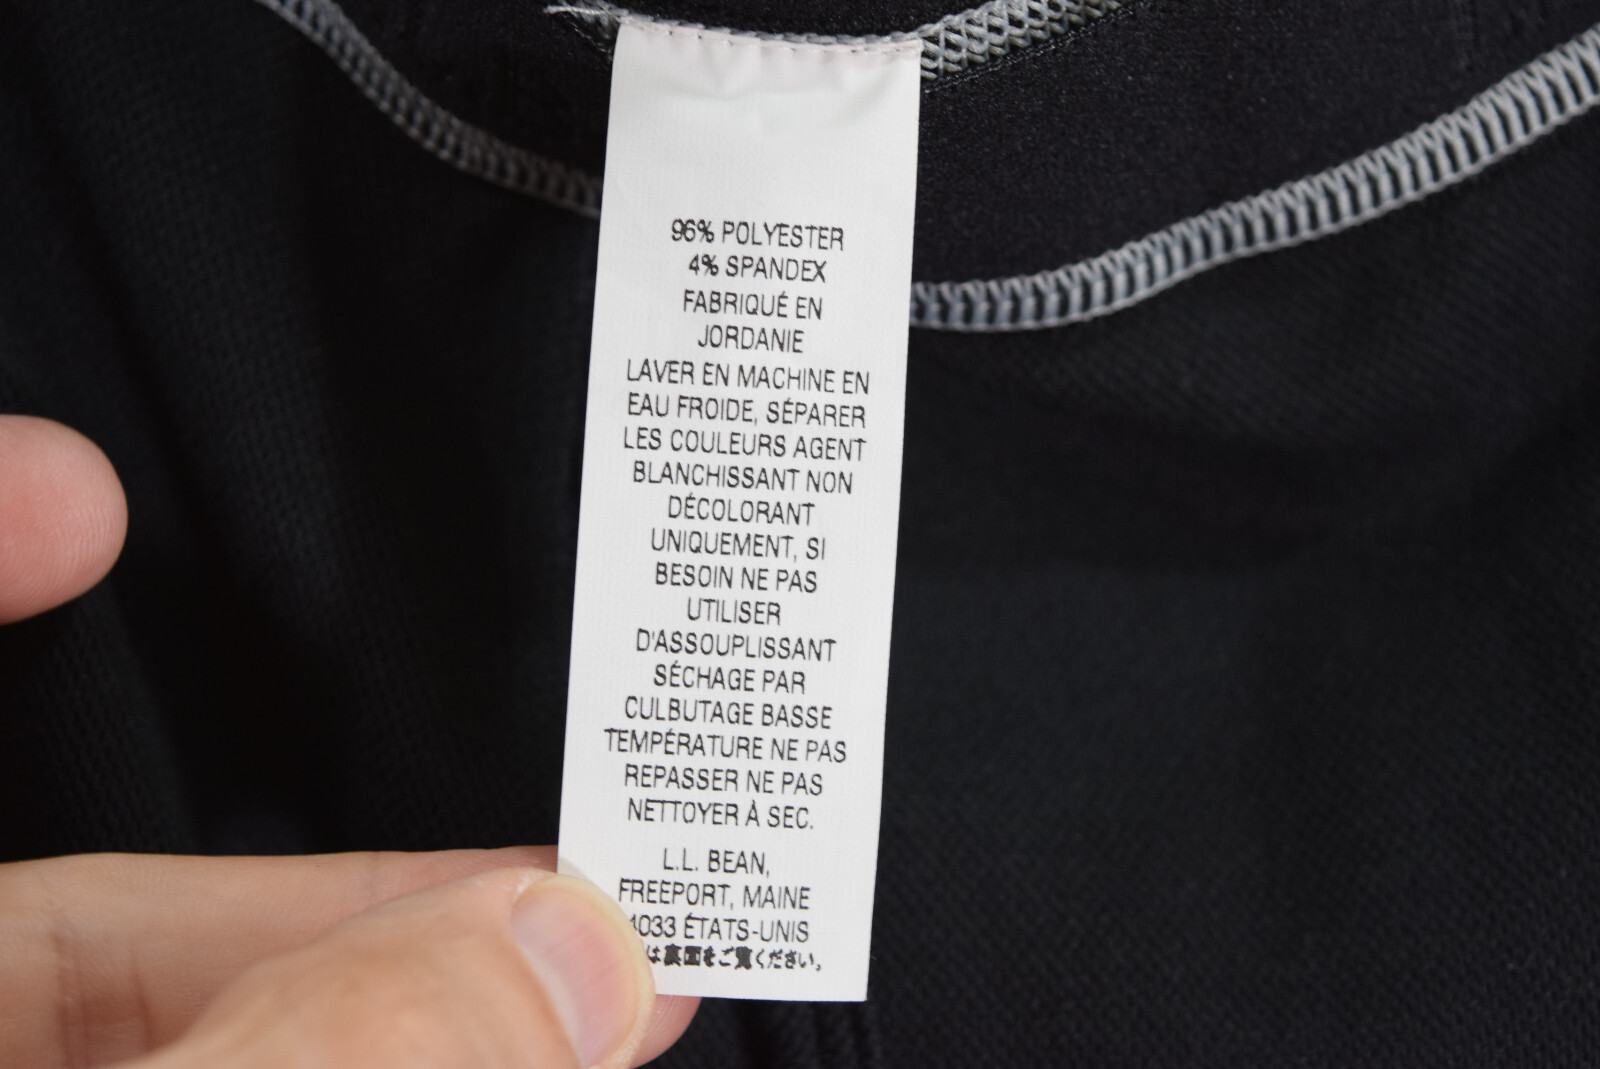 96% POLYESTER
4% SPANDEX
FABRIQUÉ EN
JORDANIE
LAVER EN MACHINE EN
EAU FROIDE, SÉPARER
LES COULEURS AGENT
BLANCHISSANT NON
DÉCOLORANT
UNIQUEMENT, SI
BESOIN NE PAS
UTILISER
D'ASSOUPLISSANT
SÉCHAGE PAR
CULBUTAGE BASSE
TEMPÉRATURE NE PAS
REPASSER NE PAS
NETTOYER À SEC.
L.L. BEAN,
FREEPORT, MAINE
4033 ÉTATS-UNIS
は裏面をご覧ください。